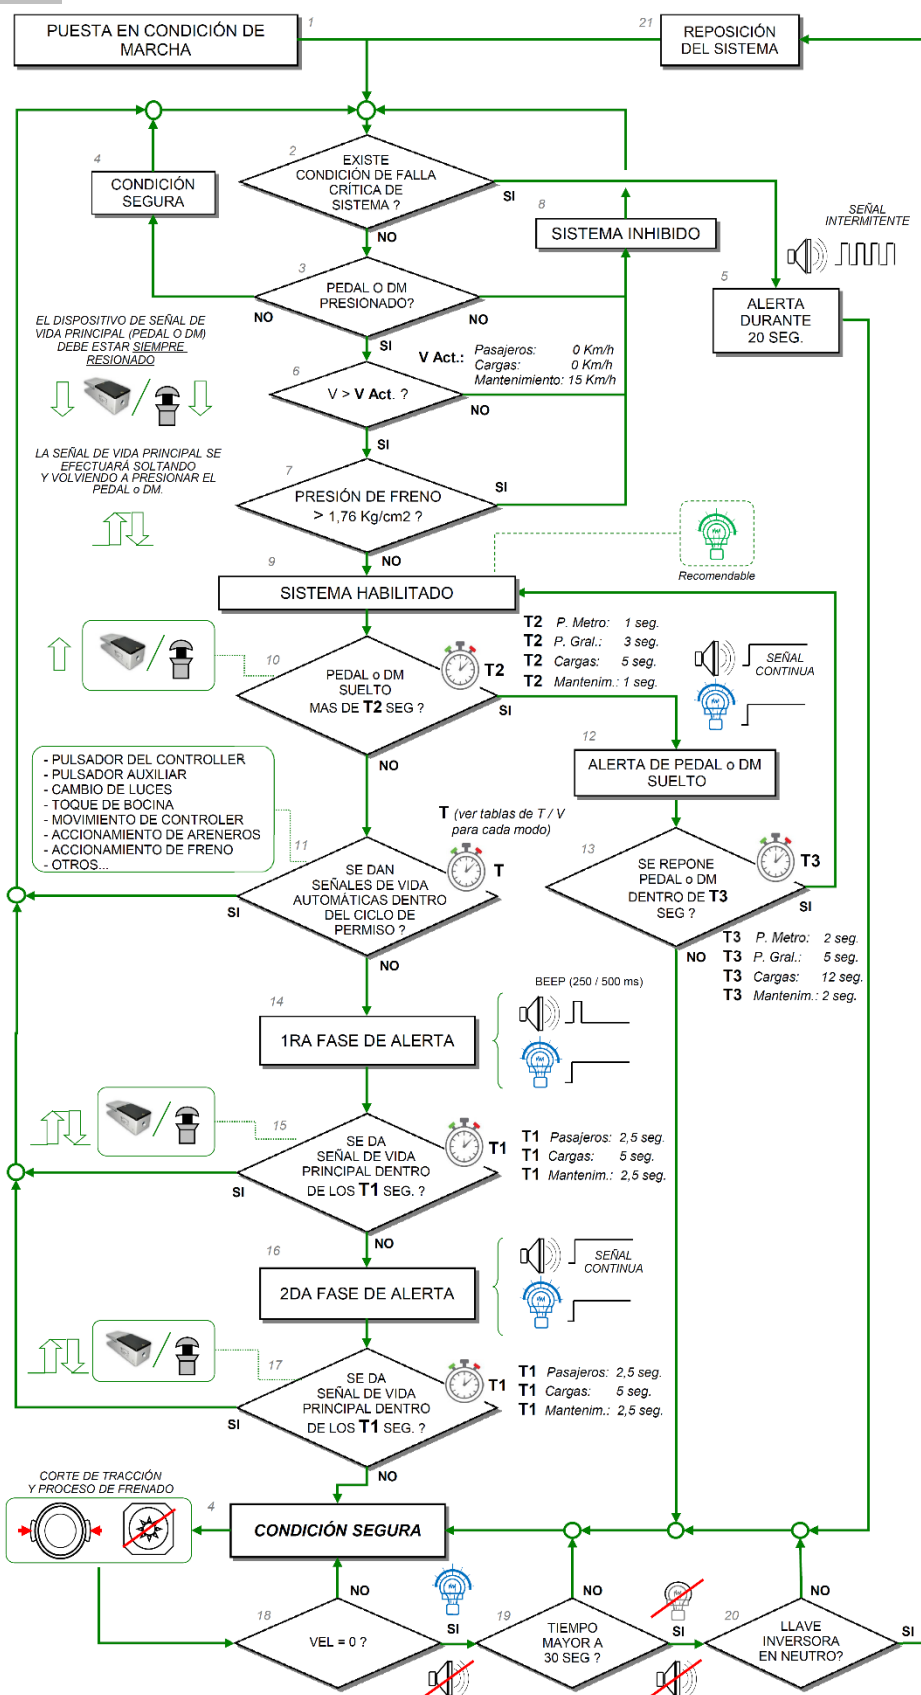 1
PUESTA EN CONDICIÓN DE
MARCHA
21
REPOSICIÓN
DEL SISTEMA
2
EXISTE
CONDICIÓN DE FALLA
CRÍTICA DE
SISTEMA ?
SI
NO
4
CONDICIÓN
SEGURA
8
SISTEMA INHIBIDO
SEÑAL
INTERMITENTE
3
PEDAL O DM
PRESIONADO?
NO
NO
SI
5
ALERTA
DURANTE
20 SEG.
EL DISPOSITIVO DE SEÑAL DE
VIDA PRINCIPAL (PEDAL O DM)
DEBE ESTAR SIEMPRE
RESIONADO
V Act.: Pasajeros: 0 Km/h
Cargas: 0 Km/h
Mantenimiento: 15 Km/h
6
V > V Act. ?
NO
SI
LA SEÑAL DE VIDA PRINCIPAL SE
EFECTUARÁ SOLTANDO
Y VOLVIENDO A PRESIONAR EL
PEDAL o DM.
7
PRESIÓN DE FRENO
> 1,76 Kg/cm2 ?
SI
NO
Recomendable
9
SISTEMA HABILITADO
T2 P. Metro: 1 seg.
T2 P. Gral.: 3 seg.
T2 Cargas: 5 seg.
T2 Mantenim.: 1 seg.
SEÑAL
CONTINUA
10
PEDAL o DM
SUELTO
MAS DE T2 SEG ?
T2
SI
NO
12
ALERTA DE PEDAL o DM
SUELTO
- PULSADOR DEL CONTROLLER
- PULSADOR AUXILIAR
- CAMBIO DE LUCES
- TOQUE DE BOCINA
- MOVIMIENTO DE CONTROLER
- ACCIONAMIENTO DE ARENEROS
- ACCIONAMIENTO DE FRENO
- OTROS...
T (ver tablas de T / V
para cada modo)
11
SE DAN
SEÑALES DE VIDA
AUTOMÁTICAS DENTRO
DEL CICLO DE
PERMISO ?
T
SI
NO
13
SE REPONE
PEDAL o DM
DENTRO DE T3
SEG ?
T3
SI
NO
T3 P. Metro: 2 seg.
T3 P. Gral.: 5 seg.
T3 Cargas: 12 seg.
T3 Mantenim.: 2 seg.
14
1RA FASE DE ALERTA
BEEP (250 / 500 ms)
15
SE DA
SEÑAL DE VIDA
PRINCIPAL DENTRO
DE LOS T1 SEG. ?
T1
T1 Pasajeros: 2,5 seg.
T1 Cargas: 5 seg.
T1 Mantenim.: 2,5 seg.
SI
NO
16
2DA FASE DE ALERTA
SEÑAL
CONTINUA
17
SE DA
SEÑAL DE VIDA
PRINCIPAL DENTRO
DE LOS T1 SEG. ?
T1
T1 Pasajeros: 2,5 seg.
T1 Cargas: 5 seg.
T1 Mantenim.: 2,5 seg.
SI
NO
CORTE DE TRACCIÓN
Y PROCESO DE FRENADO
4
CONDICIÓN SEGURA
NO
NO
NO
18
VEL = 0 ?
SI
19
TIEMPO
MAYOR A
30 SEG ?
SI
20
LLAVE
INVERSORA
EN NEUTRO?
SI